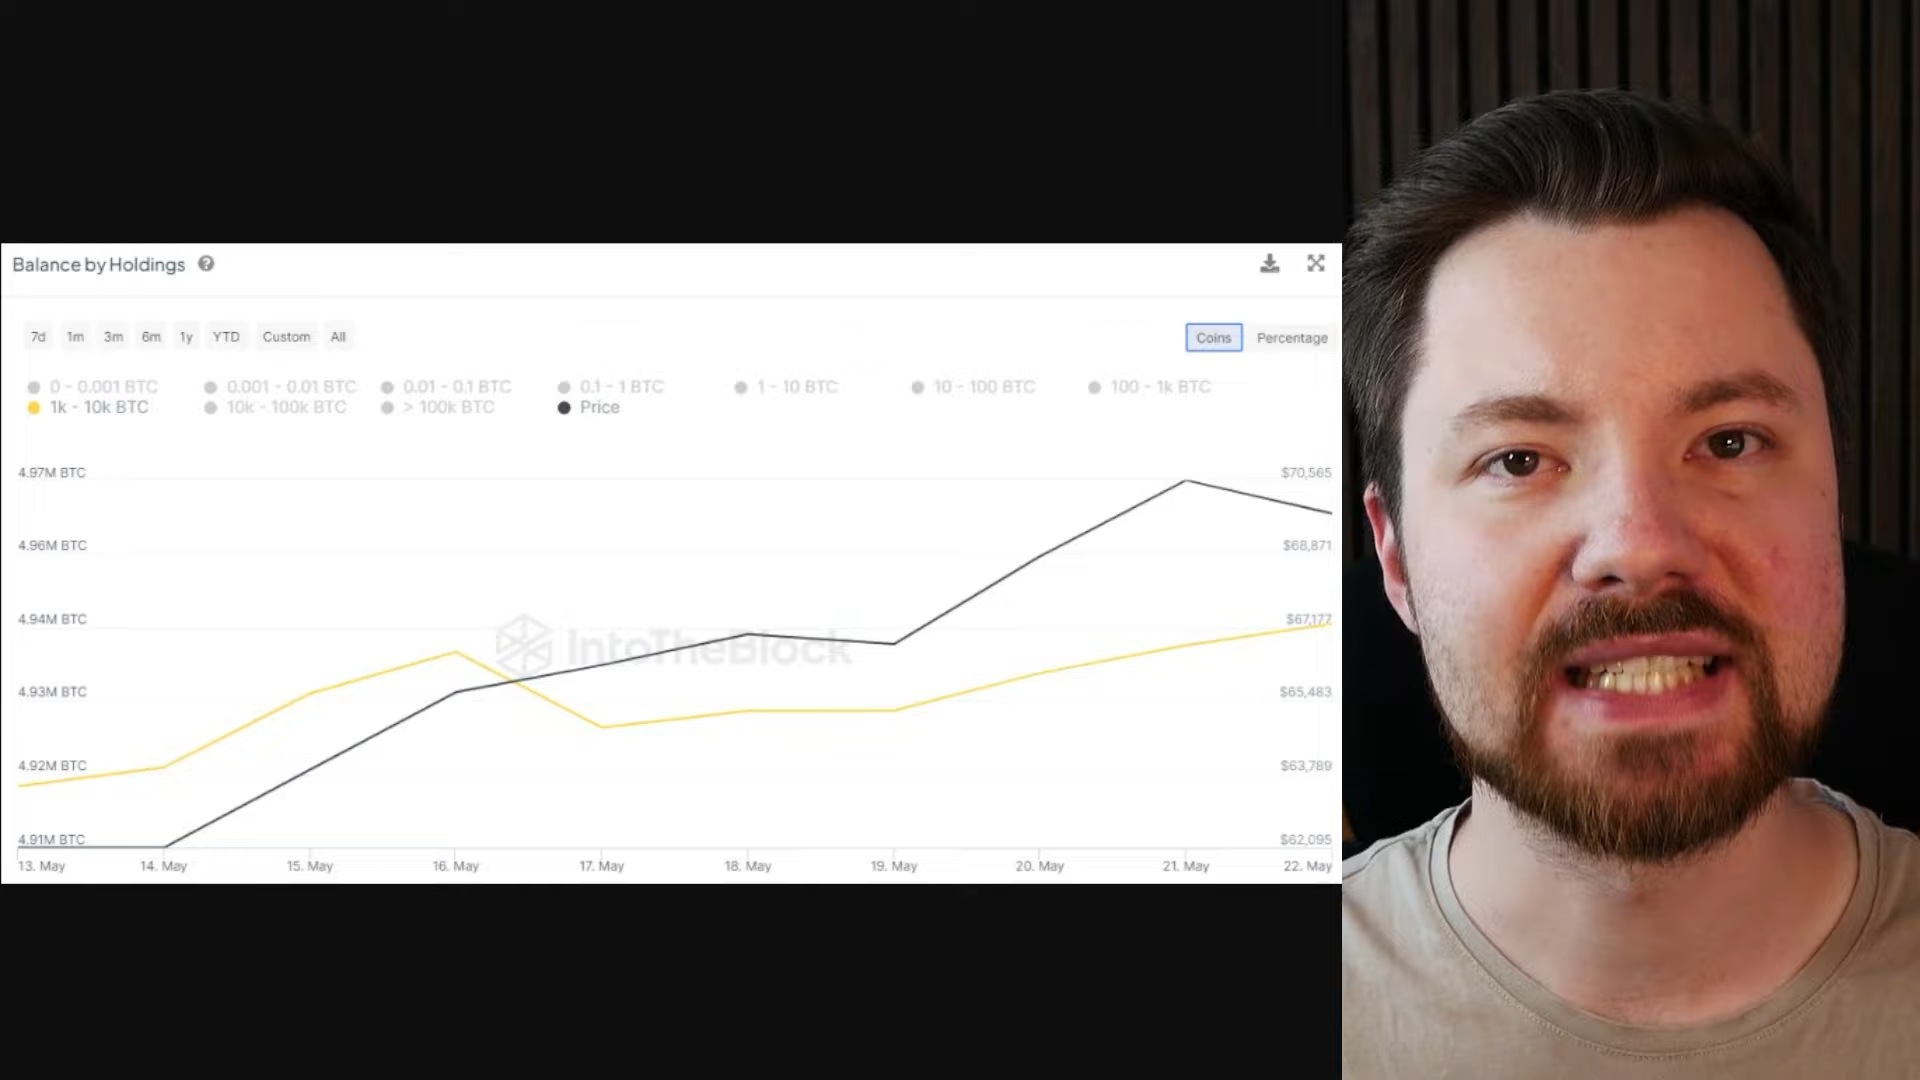 Balance by Holdings ?
7d 1m 3m 6m 1y YTD Custom All Coins Percentage
0 - 0.001 BTC 0.001 - 0.01 BTC 0.01 - 0.1 BTC 0.1 - 1 BTC 1 - 10 BTC 10 - 100 BTC 100 - 1k BTC
1k - 10k BTC 10k - 100k BTC > 100k BTC Price
4.97M BTC $70,565
4.96M BTC $68,871
4.94M BTC $67,177
IntoTheBlock
4.93M BTC $65,483
4.92M BTC $63,789
4.91M BTC $62,095
13. May 14. May 15. May 16. May 17. May 18. May 19. May 20. May 21. May 22. May